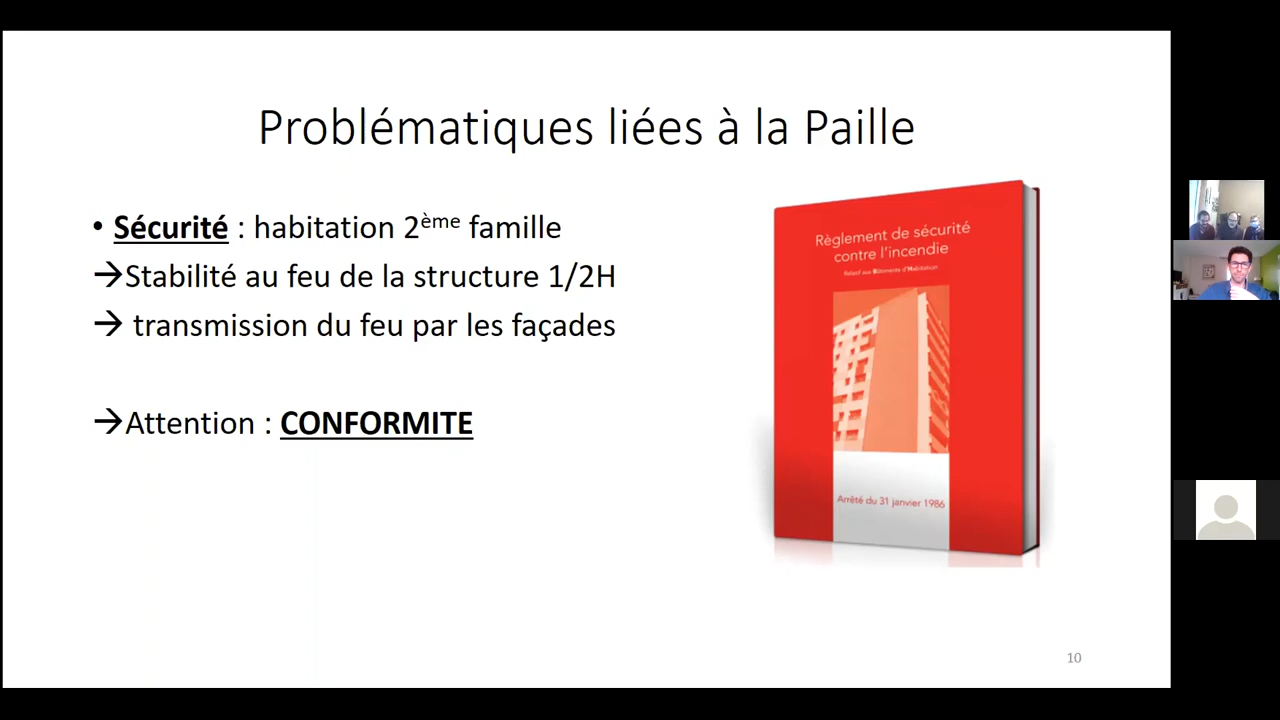 Problématiques liées à la Paille
• Sécurité : habitation 2ème famille
→Stabilité au feu de la structure 1/2H
→ transmission du feu par les façades
→Attention : CONFORMITE
Règlement de sécurité
contre l'incendie
Relatif aux Bâtiments d'Habitation
Arrêté du 31 janvier 1986
10